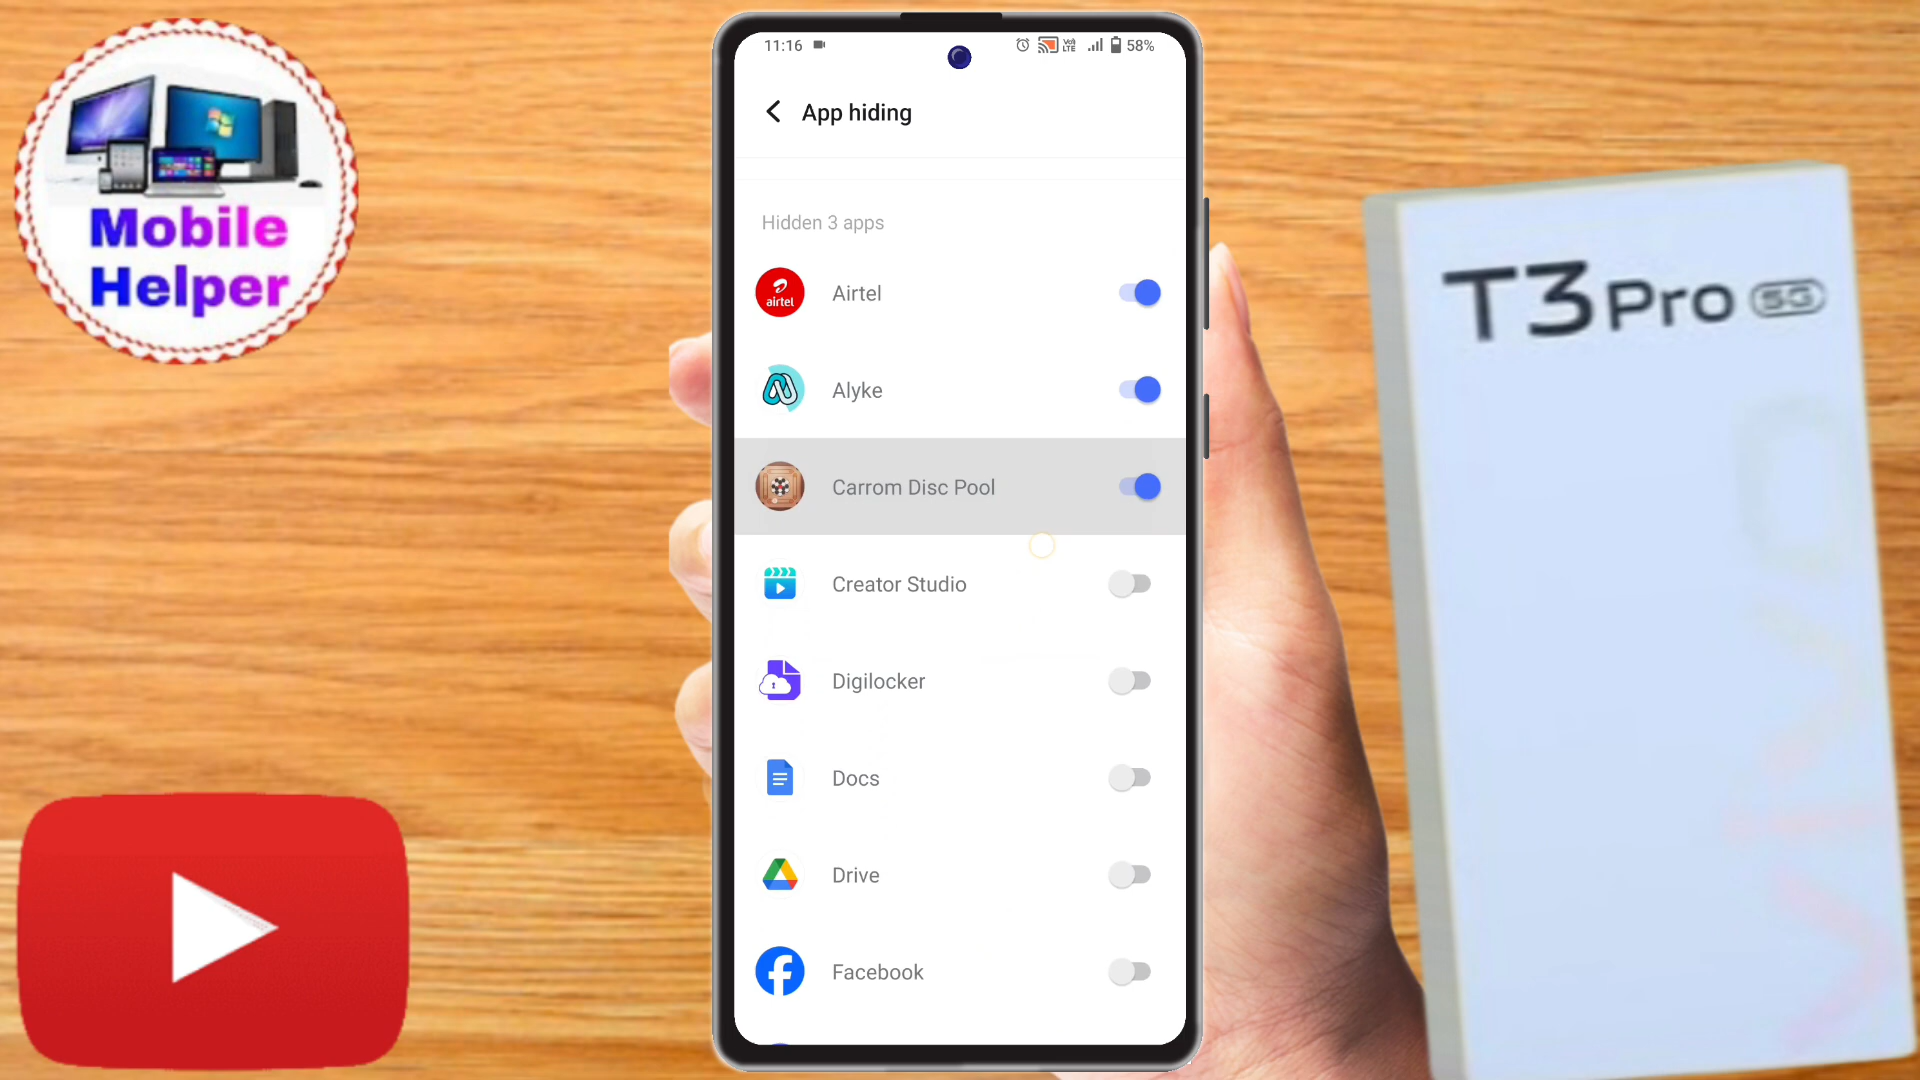 Mobile
Helper
11:16
58%
App hiding
Hidden 3 apps
airtel
Airtel
Alyke
Carrom Disc Pool
Creator Studio
Digilocker
Docs
Drive
Facebook
T3 Pro 5G
vivo